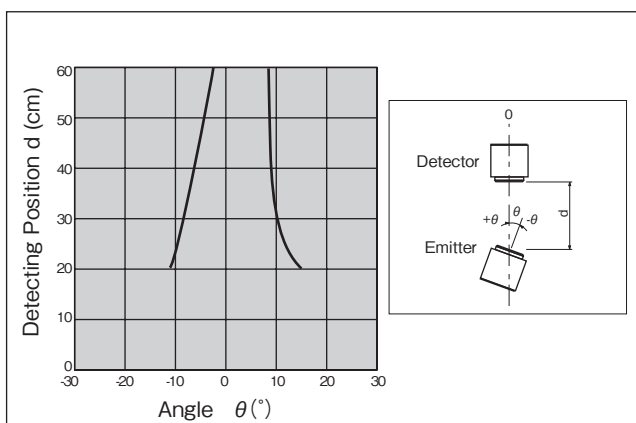 Detecting Position d (cm)
60
50
40
30
20
10
0
-30
-20
-10
0
10
20
30
Angle θ(°)
0
Detector
d
θ
+θ
-θ
Emitter